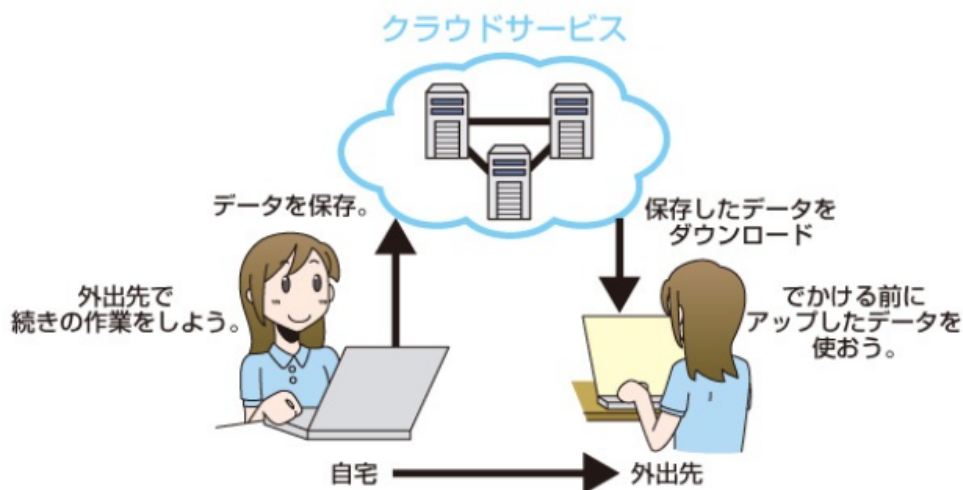 クラウドサービス
データを保存。
保存したデータを
ダウンロード
外出先で
続きの作業をしよう。
でかける前に
アップしたデータを
使おう。
自宅
外出先